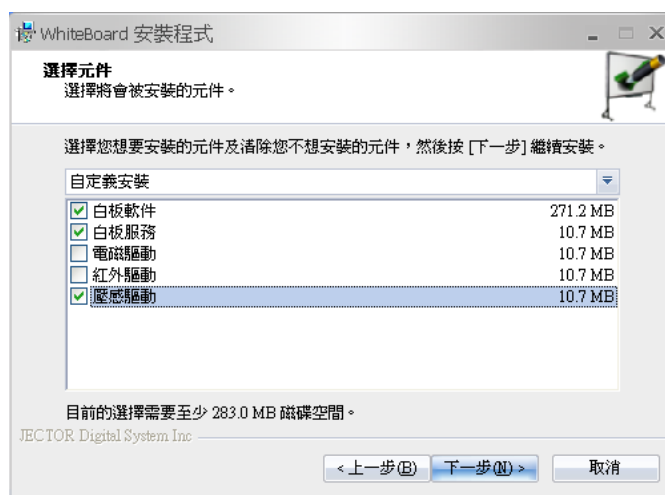 WhiteBoard 安裝程式
選擇元件
選擇將會被安裝的元件。
選擇您想要安裝的元件及清除您不想安裝的元件，然後按 [下一步] 繼續安裝。
自定義安裝
白板軟件 271.2 MB
白板服務 10.7 MB
電磁驅動 10.7 MB
紅外驅動 10.7 MB
壓感驅動 10.7 MB
目前的選擇需要至少 283.0 MB 磁碟空間。
JECTOR Digital System Inc
<上一步(B) 下一步(N) > 取消